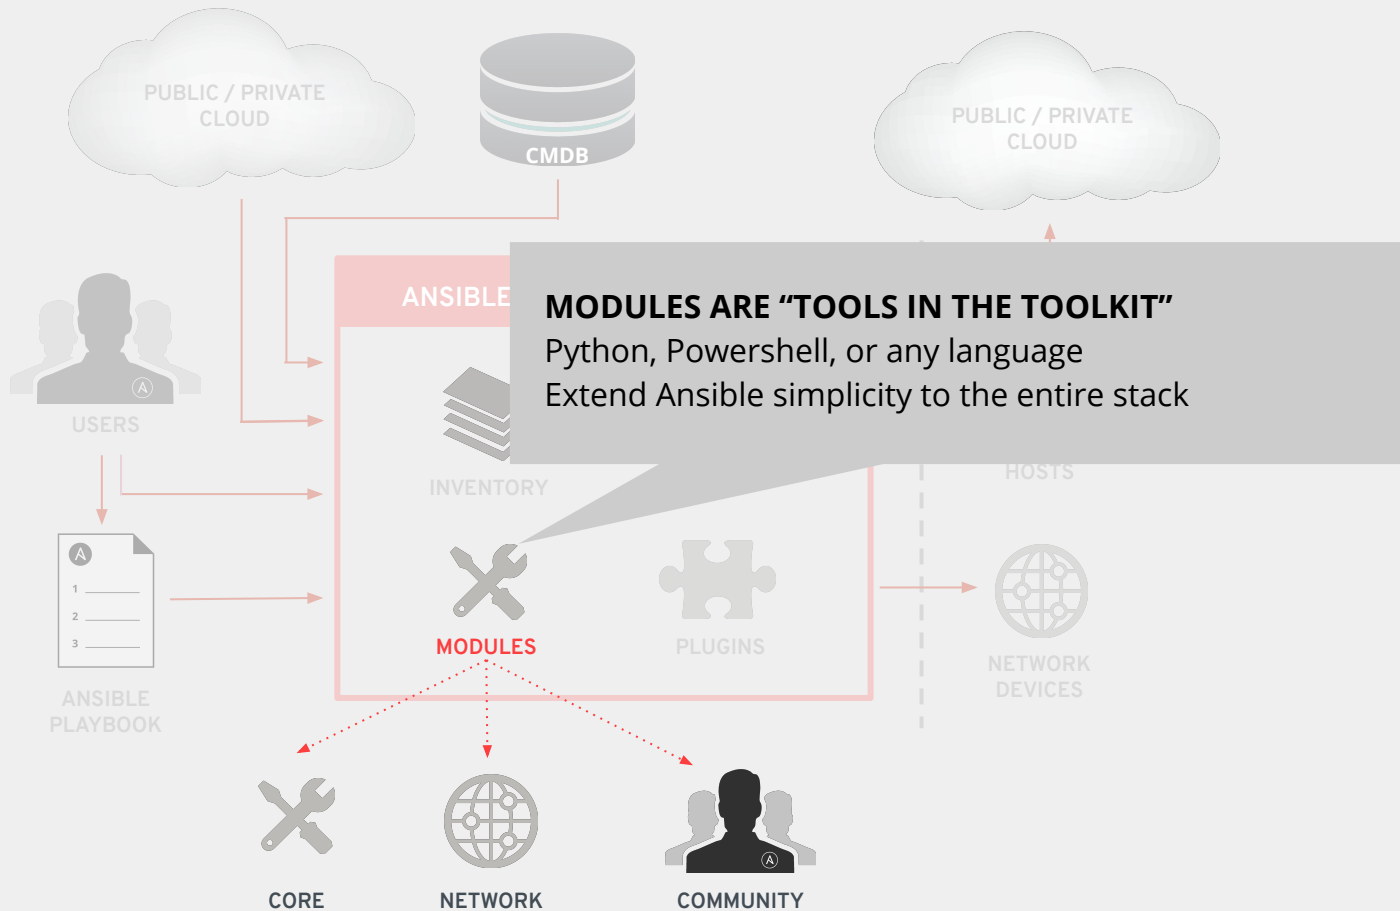 PUBLIC / PRIVATE
CLOUD
CMDB
PUBLIC / PRIVATE
CLOUD
ANSIBLE
MODULES ARE “TOOLS IN THE TOOLKIT”
Python, Powershell, or any language
Extend Ansible simplicity to the entire stack
USERS
INVENTORY
HOSTS
1
2
3
MODULES
PLUGINS
NETWORK
DEVICES
ANSIBLE
PLAYBOOK
CORE
NETWORK
COMMUNITY